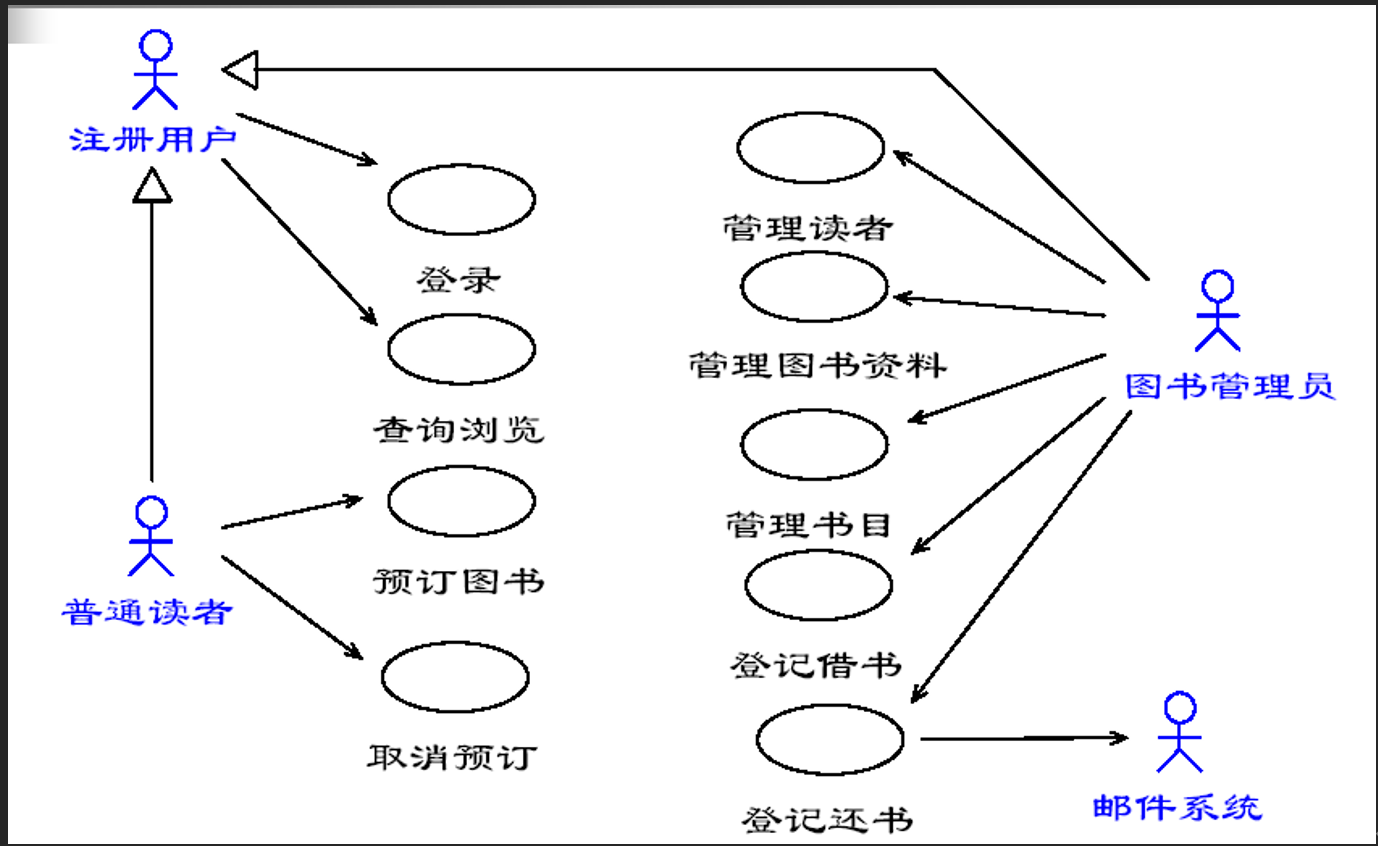 注册用户
登录
查询浏览
普通读者
预订图书
取消预订
管理读者
管理图书资料
管理书目
登记借书
登记还书
图书管理员
邮件系统